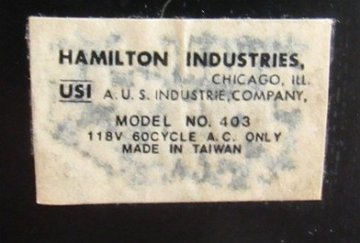 HAMILTON INDUSTRIES,
CHICAGO, ILL.
USI A. U. S. INDUSTRIE, COMPANY,
MODEL NO. 403
118V 60CYCLE A.C. ONLY
MADE IN TAIWAN